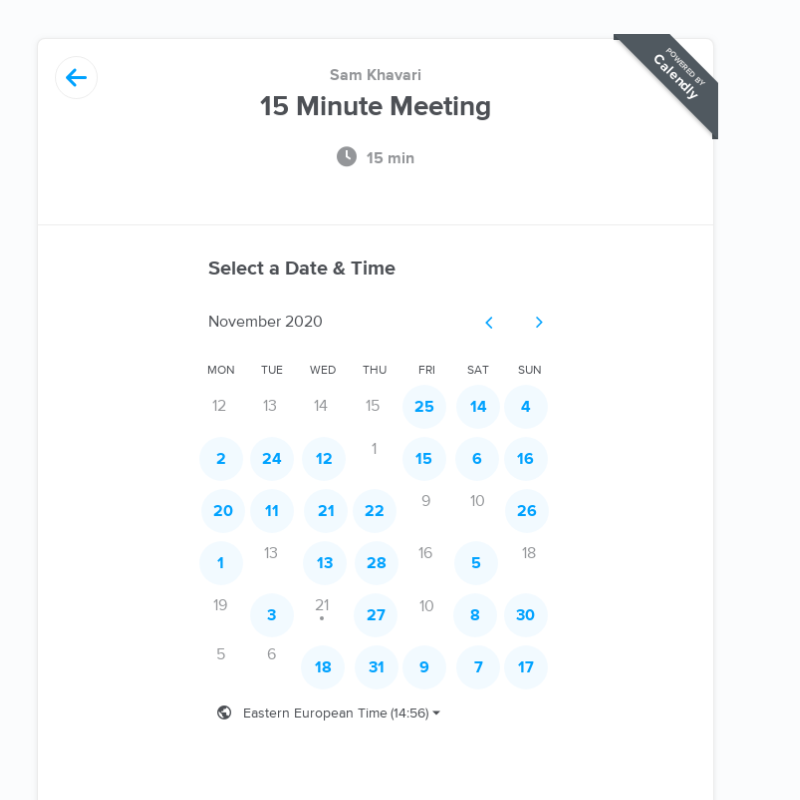 POWERED BY
Calendly
Sam Khavari
15 Minute Meeting
15 min
Select a Date & Time
November 2020
MON TUE WED THU FRI SAT SUN
12 13 14 15 25 14 4
2 24 12 1 15 6 16
20 11 21 22 9 10 26
1 13 13 28 16 5 18
19 3 21 27 10 8 30
5 6 18 31 9 7 17
Eastern European Time (14:56)